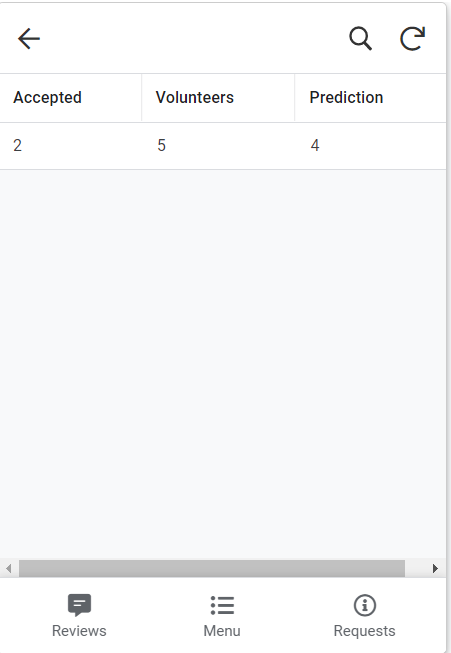 Accepted Volunteers Prediction
2 5 4
Reviews Menu Requests